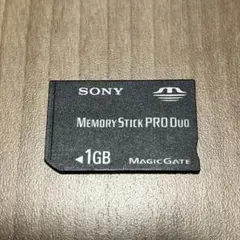 SONY
MEMORY STICK PRO DUO
◄1GB
MAGICGATE